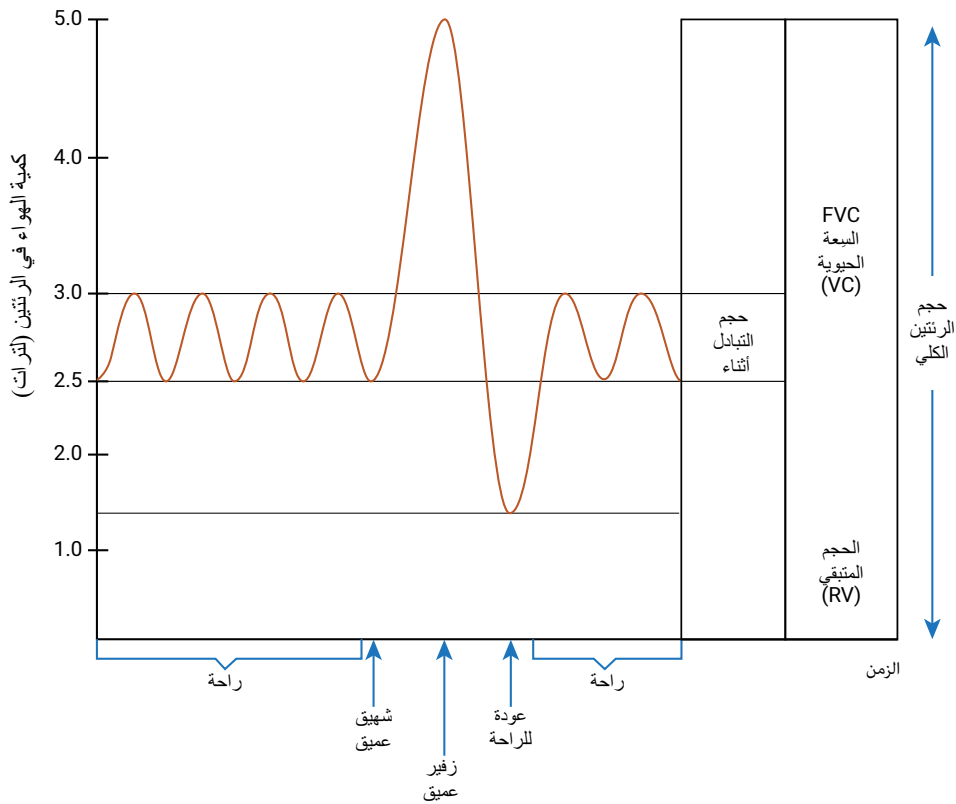 كمية الهواء في الرئتين (لترات)
5.0
4.0
3.0
2.5
2.0
1.0
حجم
التبادل
أثناء
FVC
السِعة
الحيوية
(VC)
الحجم
المتبقي
(RV)
حجم
الرئتين
الكلي
راحة
شهيق
عميق
زفير
عميق
عودة
للراحة
راحة
الزمن